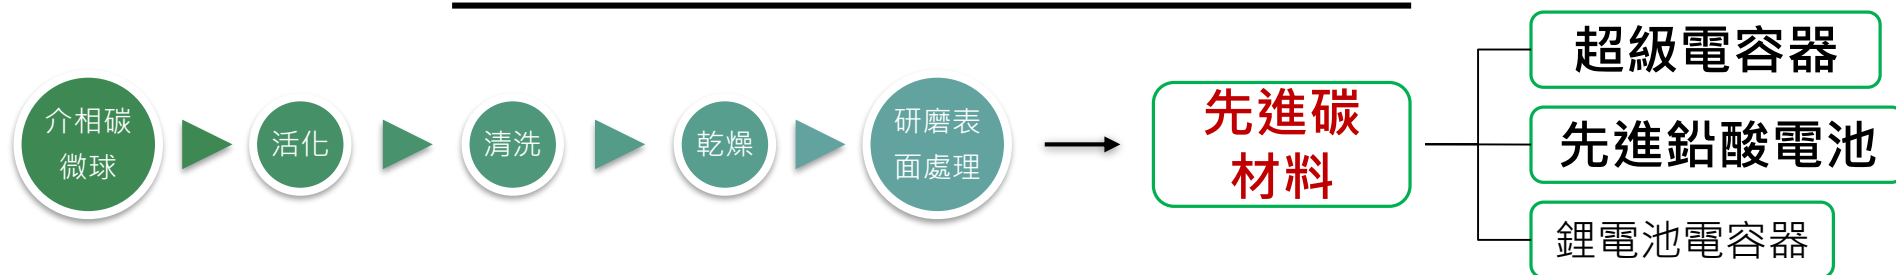 介相碳
微球
活化
清洗
乾燥
研磨表
面處理
先進碳
材料
超級電容器
先進鉛酸電池
鋰電池電容器